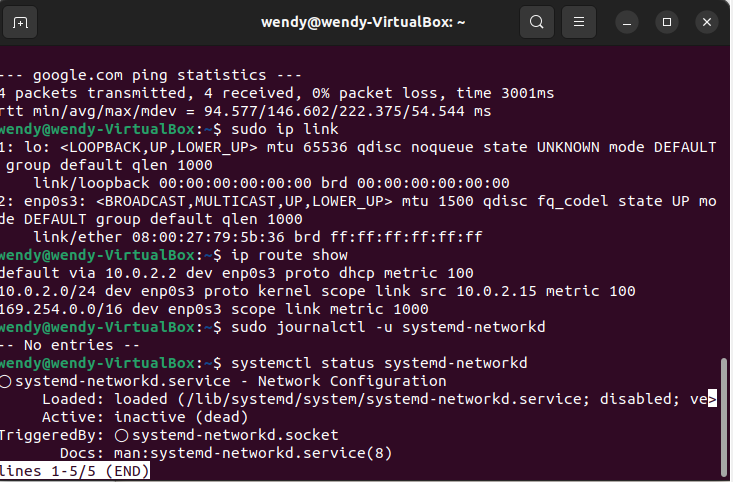 wendy@wendy-VirtualBox: ~
--- google.com ping statistics ---
4 packets transmitted, 4 received, 0% packet loss, time 3001ms
rtt min/avg/max/mdev = 94.577/146.602/222.375/54.544 ms
wendy@wendy-VirtualBox:~$ sudo ip link
1: lo: <LOOPBACK,UP,LOWER_UP> mtu 65536 qdisc noqueue state UNKNOWN mode DEFAULT
 group default qlen 1000
    link/loopback 00:00:00:00:00:00 brd 00:00:00:00:00:00
2: enp0s3: <BROADCAST,MULTICAST,UP,LOWER_UP> mtu 1500 qdisc fq_codel state UP mo
de DEFAULT group default qlen 1000
    link/ether 08:00:27:79:5b:36 brd ff:ff:ff:ff:ff:ff
wendy@wendy-VirtualBox:~$ ip route show
default via 10.0.2.2 dev enp0s3 proto dhcp metric 100
10.0.2.0/24 dev enp0s3 proto kernel scope link src 10.0.2.15 metric 100
169.254.0.0/16 dev enp0s3 scope link metric 1000
wendy@wendy-VirtualBox:~$ sudo journalctl -u systemd-networkd
-- No entries --
wendy@wendy-VirtualBox:~$ systemctl status systemd-networkd
○ systemd-networkd.service - Network Configuration
     Loaded: loaded (/lib/systemd/system/systemd-networkd.service; disabled; ve>
     Active: inactive (dead)
TriggeredBy: ○ systemd-networkd.socket
       Docs: man:systemd-networkd.service(8)
lines 1-5/5 (END)